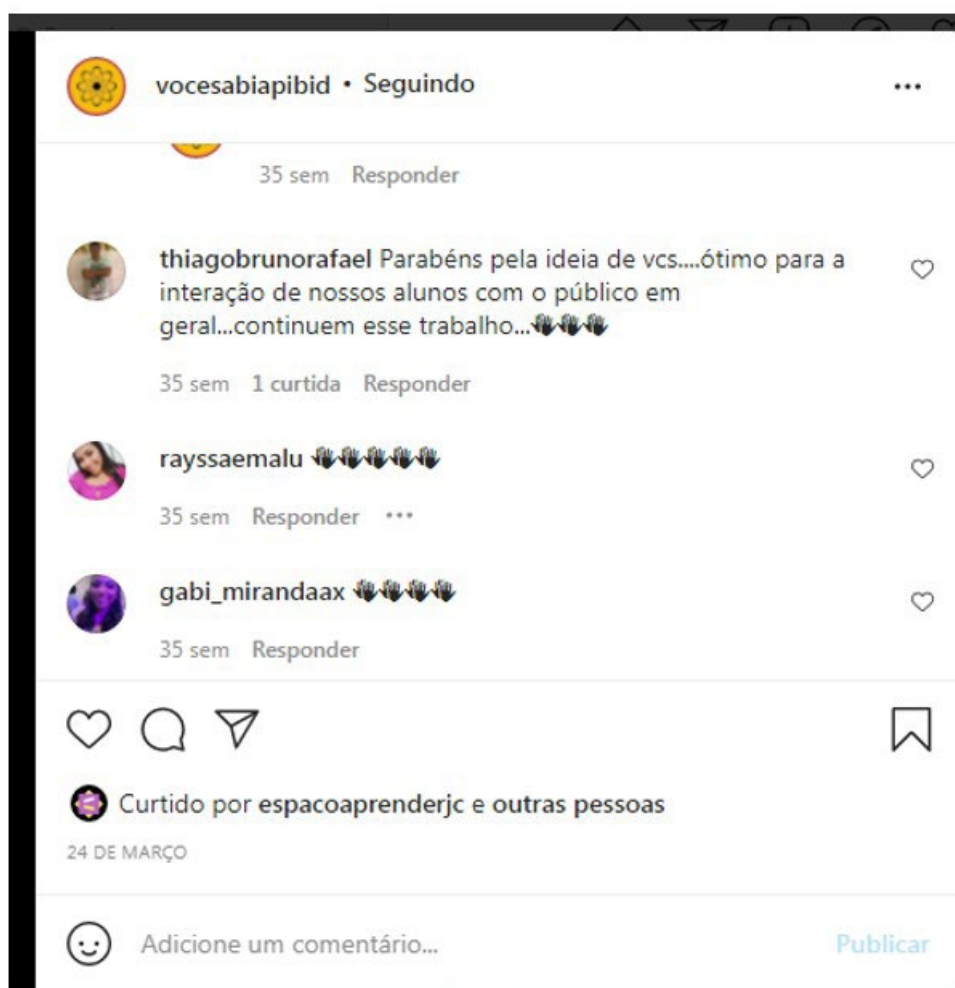 vocesabiapibid • Seguindo
35 sem Responder
thiagobrunorafael Parabéns pela ideia de vcs....ótimo para a
interação de nossos alunos com o público em
geral...continuem esse trabalho...👏👏👏
35 sem 1 curtida Responder
rayssaemalu 👏👏👏👏👏
35 sem Responder
gabi_mirandaax 👏👏👏👏
35 sem Responder
Curtido por espacoaprenderjc e outras pessoas
24 DE MARÇO
Adicione um comentário... Publicar